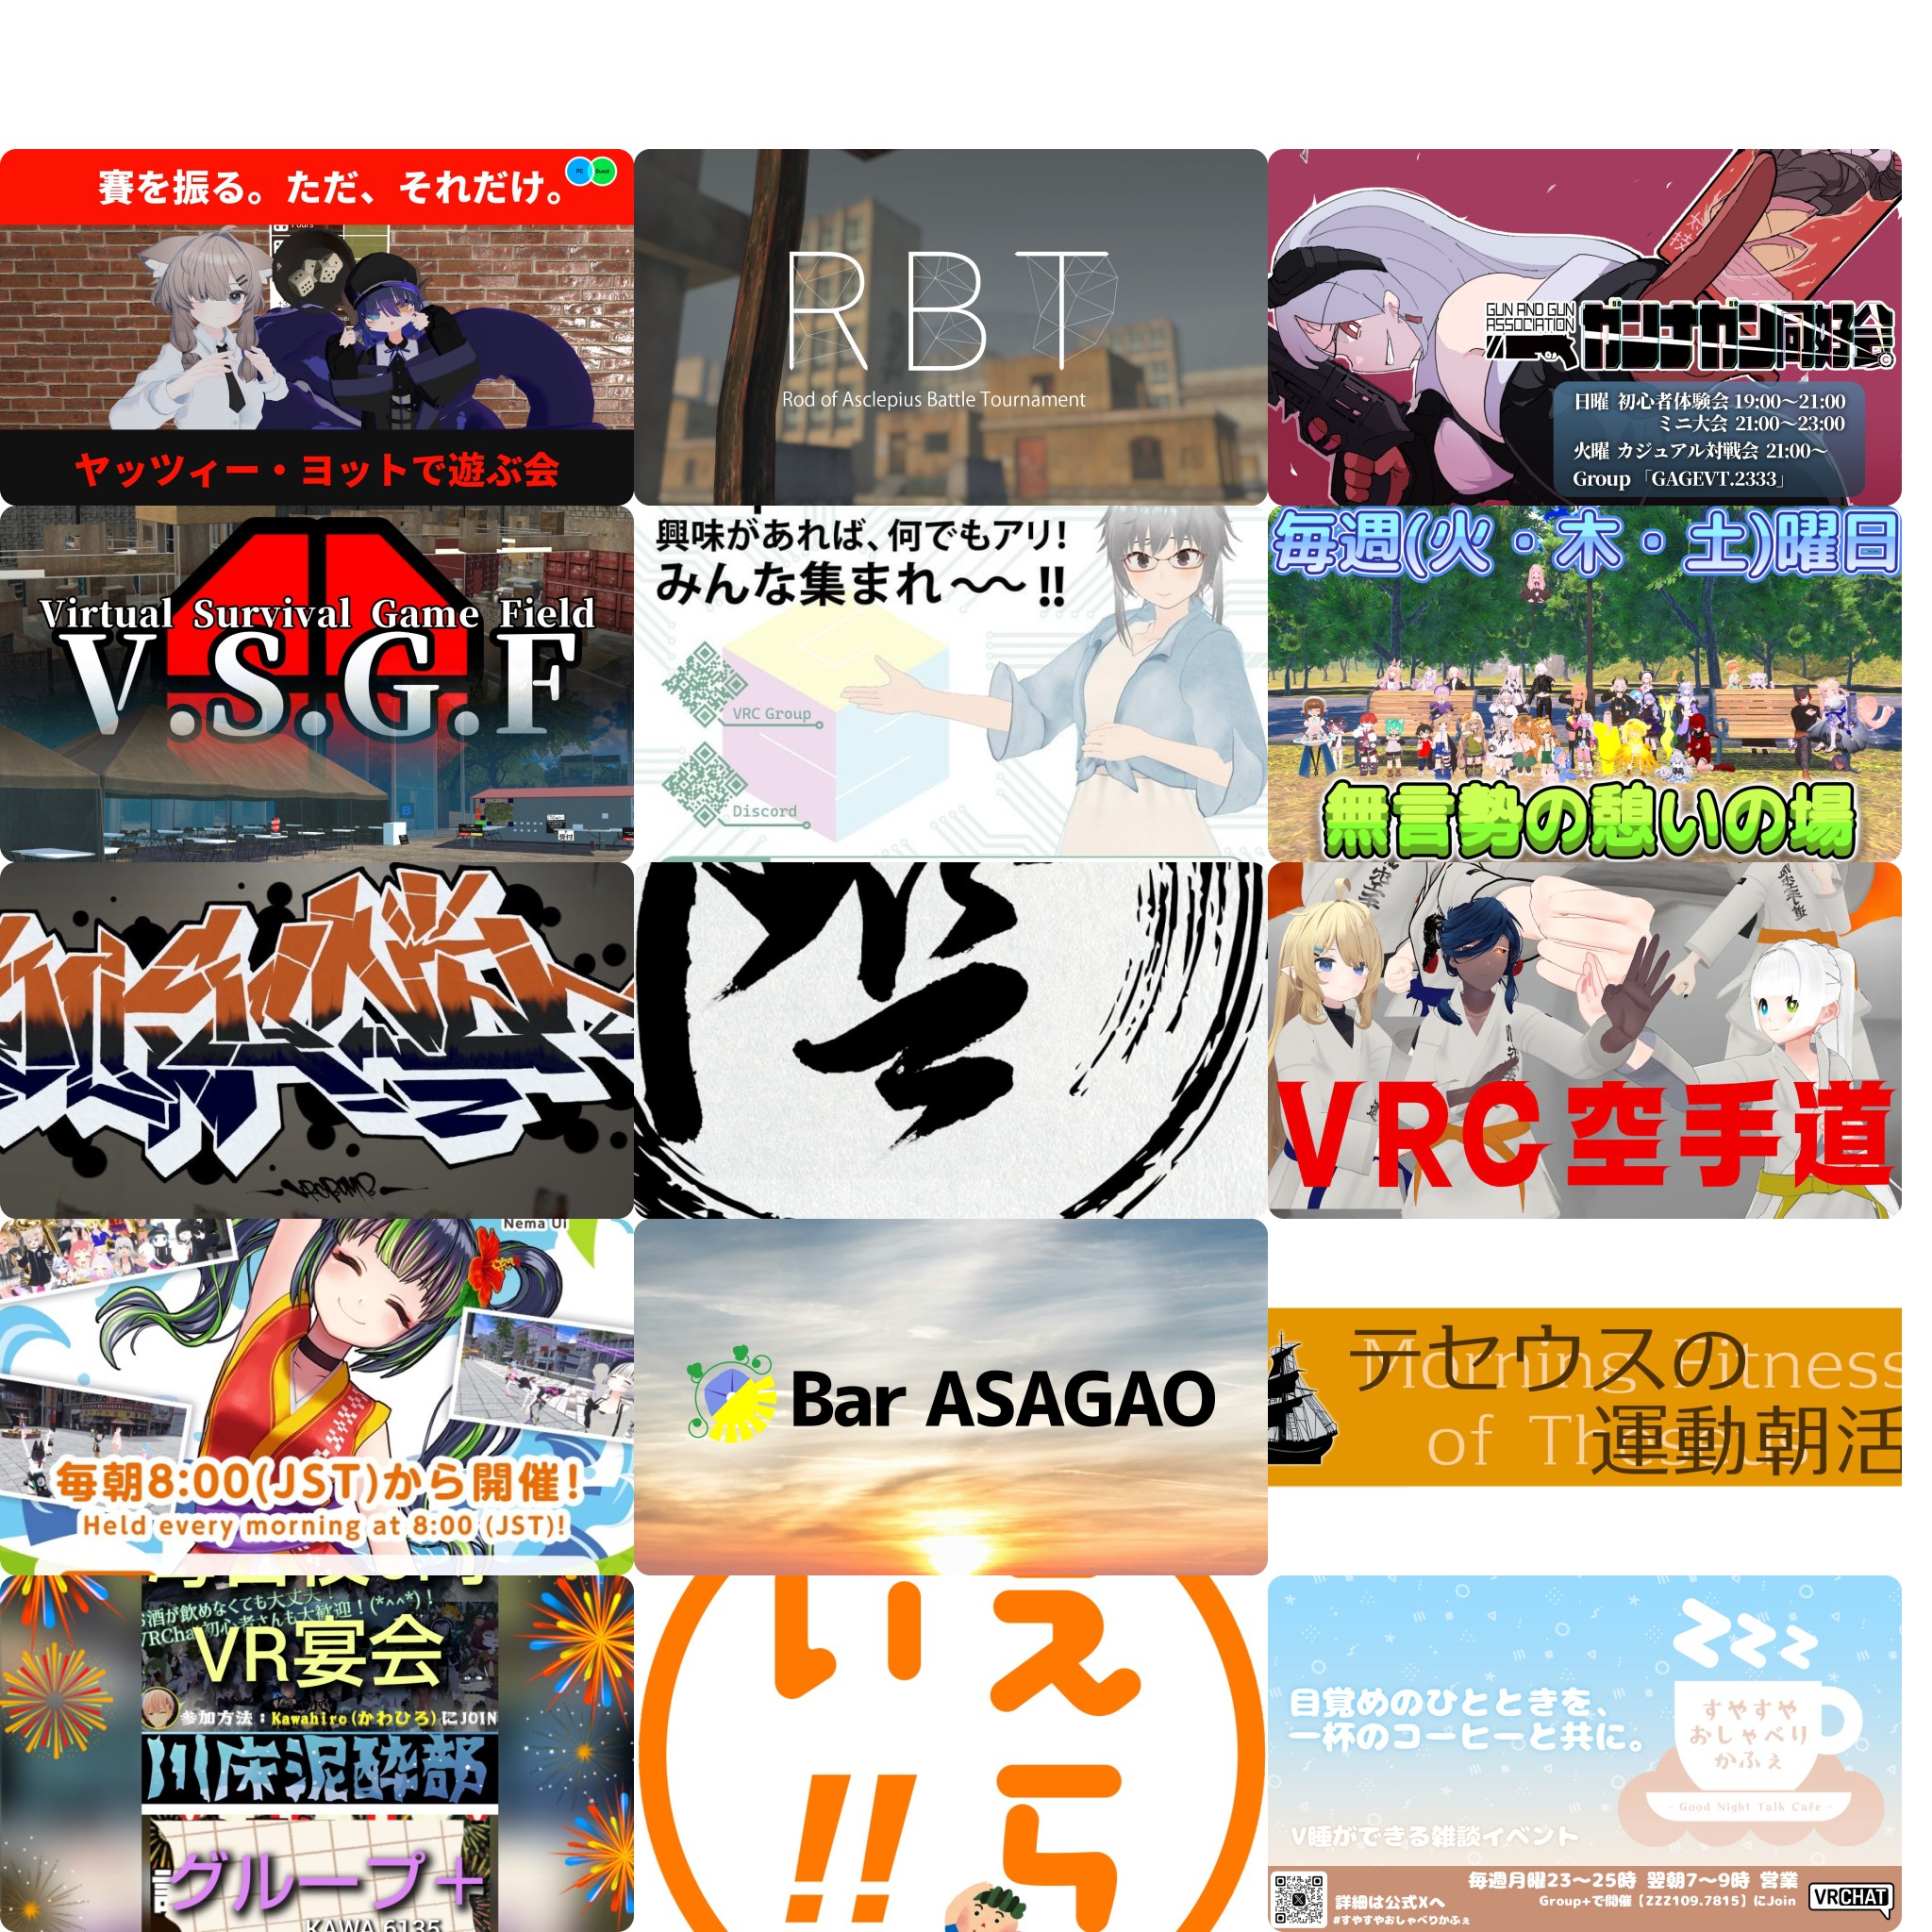 賽を振る。ただ、それだけ。
PC
Quest
ヤッツィー・ヨットで遊ぶ会
RBT
Rod of Asclepius Battle Tournament
GUN AND GUN
ASSOCIATION
ガンナガン同好会
日曜 初心者体験会 19:00〜21:00
ミニ大会 21:00〜23:00
火曜 カジュアル対戦会 21:00〜
Group「GAGEVT.2333」
Virtual Survival Game Field
V.S.G.F
興味があれば、何でもアリ!
みんな集まれ〜〜!!
VRC Group
Discord
毎週(火・木・土)曜日
無言勢の憩いの場
VRC空手道
Nema Ui
毎朝8:00(JST)から開催!
Held every morning at 8:00 (JST)!
Bar ASAGAO
テセウスの
Morning Fitness
of Theseus
運動朝活
お酒が飲めなくても大丈夫
VRChat初心者さんも大歓迎!(*^^*)!
VR宴会
参加方法:Kawahiro(かわひろ)にJOIN
川床泥酔部
グループ+
KAWA.6135
えら
い!!
zzz
目覚めのひとときを、
一杯のコーヒーと共に。
すやすや
おしゃべり
かふぇ
- Good Night Talk Cafe -
V睡ができる雑談イベント
毎週月曜23〜25時 翌朝7〜9時 営業
詳細は公式Xへ
Group+で開催【ZZZ109.7815】にJoin
#すやすやおしゃべりかふぇ
VRCHAT